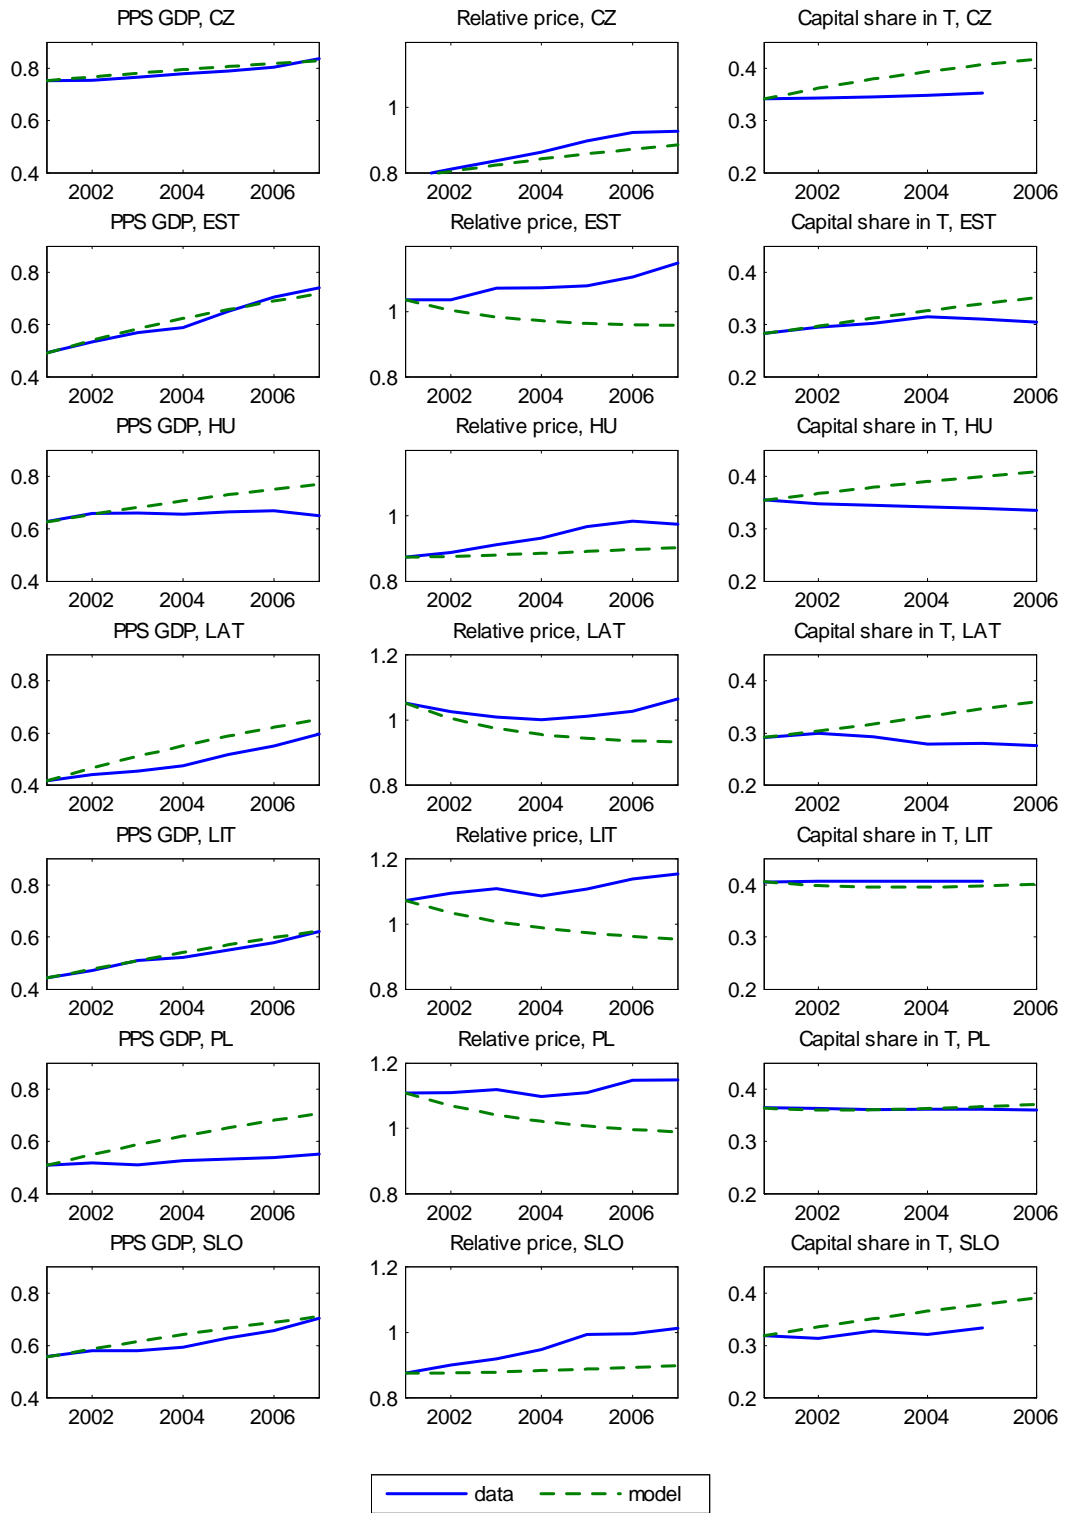 PPS GDP, CZ
Relative price, CZ
Capital share in T, CZ
0.8
0.6
0.4
2002 2004 2006
1
0.8
2002 2004 2006
0.4
0.3
0.2
2002 2004 2006
PPS GDP, EST
Relative price, EST
Capital share in T, EST
0.8
0.6
0.4
2002 2004 2006
1
0.8
2002 2004 2006
0.4
0.3
0.2
2002 2004 2006
PPS GDP, HU
Relative price, HU
Capital share in T, HU
0.8
0.6
0.4
2002 2004 2006
1
0.8
2002 2004 2006
0.4
0.3
0.2
2002 2004 2006
PPS GDP, LAT
Relative price, LAT
Capital share in T, LAT
0.8
0.6
0.4
2002 2004 2006
1.2
1
0.8
2002 2004 2006
0.4
0.3
0.2
2002 2004 2006
PPS GDP, LIT
Relative price, LIT
Capital share in T, LIT
0.8
0.6
0.4
2002 2004 2006
1.2
1
0.8
2002 2004 2006
0.4
0.3
0.2
2002 2004 2006
PPS GDP, PL
Relative price, PL
Capital share in T, PL
0.8
0.6
0.4
2002 2004 2006
1.2
1
0.8
2002 2004 2006
0.4
0.3
0.2
2002 2004 2006
PPS GDP, SLO
Relative price, SLO
Capital share in T, SLO
0.8
0.6
0.4
2002 2004 2006
1.2
1
0.8
2002 2004 2006
0.4
0.3
0.2
2002 2004 2006
data model